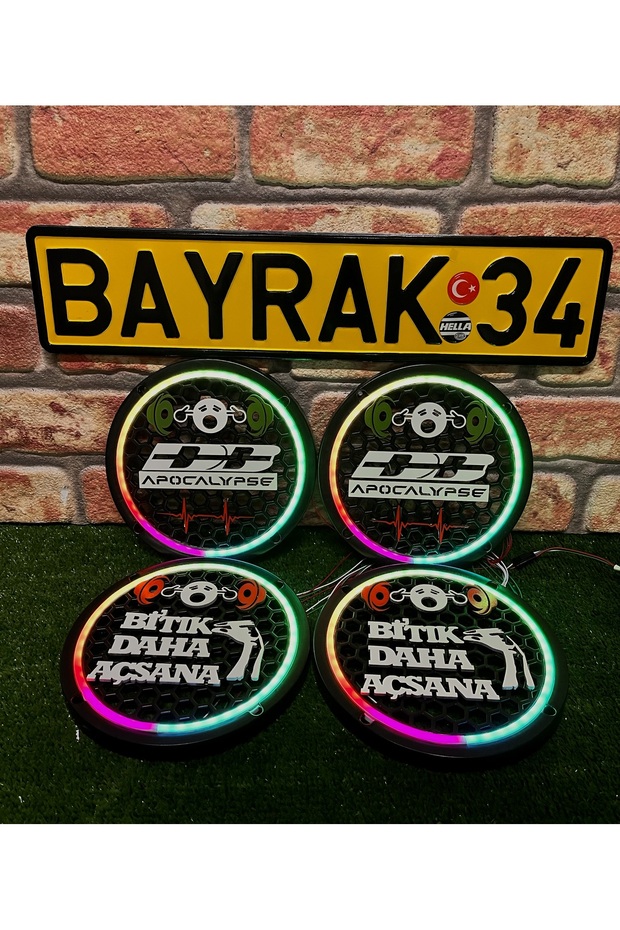 BAYRAK 34
HELLA
DB
APOCALYPSE
DB
APOCALYPSE
Bİ'TIK
DAHA
AÇSANA
Bİ'TIK
DAHA
AÇSANA